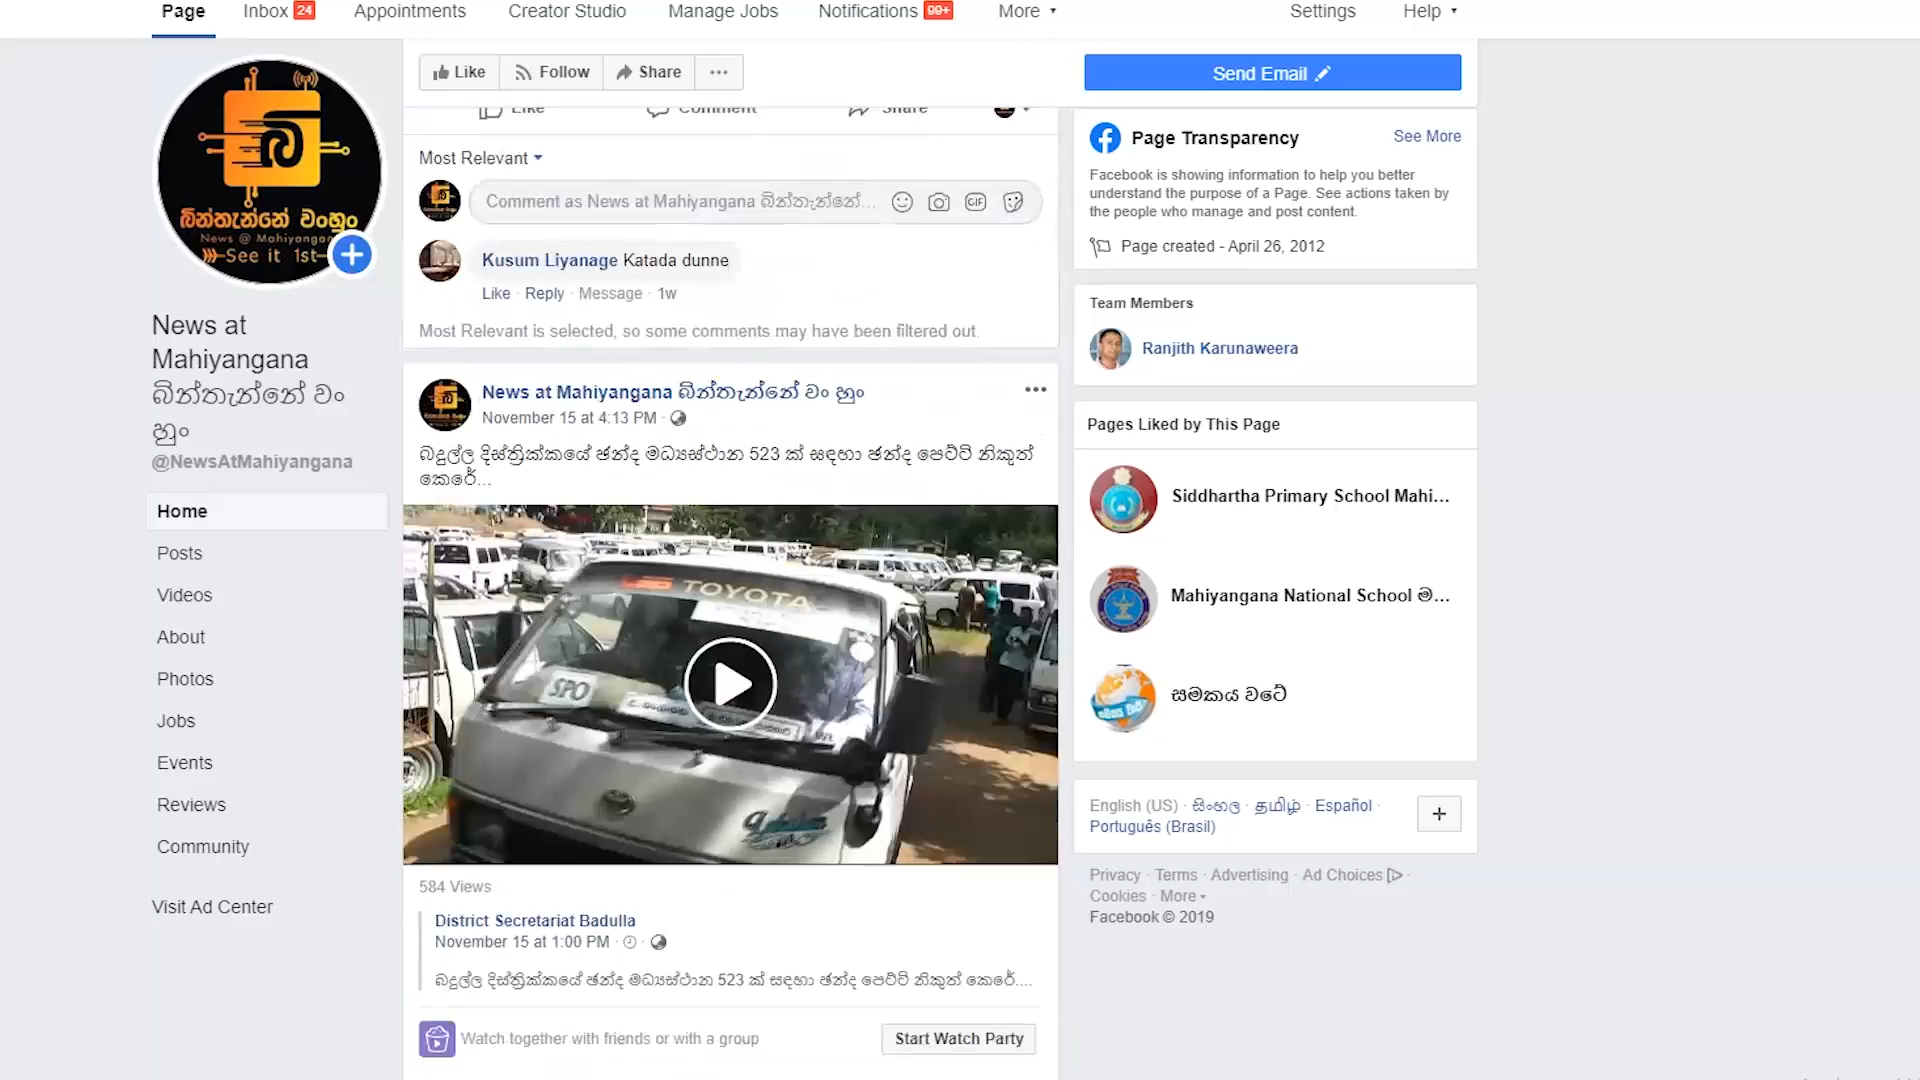 Page Inbox 24 Appointments Creator Studio Manage Jobs Notifications 99+ More Settings Help
Like Follow Share Send Email
Like Comment Share
බින්තැන්නේ වංහුං
News @ Mahiyangana
See it 1st
News at
Mahiyangana
බින්තැන්නේ වං
හුං
@NewsAtMahiyangana
Home
Posts
Videos
About
Photos
Jobs
Events
Reviews
Community
Visit Ad Center
Most Relevant
Comment as News at Mahiyangana බින්තැන්නේ... GIF
Kusum Liyanage Katada dunne
Like · Reply · Message · 1w
Most Relevant is selected, so some comments may have been filtered out.
News at Mahiyangana බින්තැන්නේ වං හුං
November 15 at 4:13 PM ·
බදුල්ල දිස්ත්‍රික්කයේ ඡන්ද මධ්‍යස්ථාන 523 ක් සඳහා ඡන්ද පෙට්ටි නිකුත්
කෙරේ...
TOYOTA
SPO
584 Views
District Secretariat Badulla
November 15 at 1:00 PM ·
බදුල්ල දිස්ත්‍රික්කයේ ඡන්ද මධ්‍යස්ථාන 523 ක් සඳහා ඡන්ද පෙට්ටි නිකුත් කෙරේ....
Watch together with friends or with a group Start Watch Party
Page Transparency See More
Facebook is showing information to help you better
understand the purpose of a Page. See actions taken by
the people who manage and post content.
Page created - April 26, 2012
Team Members
Ranjith Karunaweera
Pages Liked by This Page
Siddhartha Primary School Mahi...
Mahiyangana National School ම...
සමකය වටේ
English (US) · සිංහල · தமிழ் · Español ·
Português (Brasil)
Privacy · Terms · Advertising · Ad Choices ·
Cookies · More
Facebook © 2019